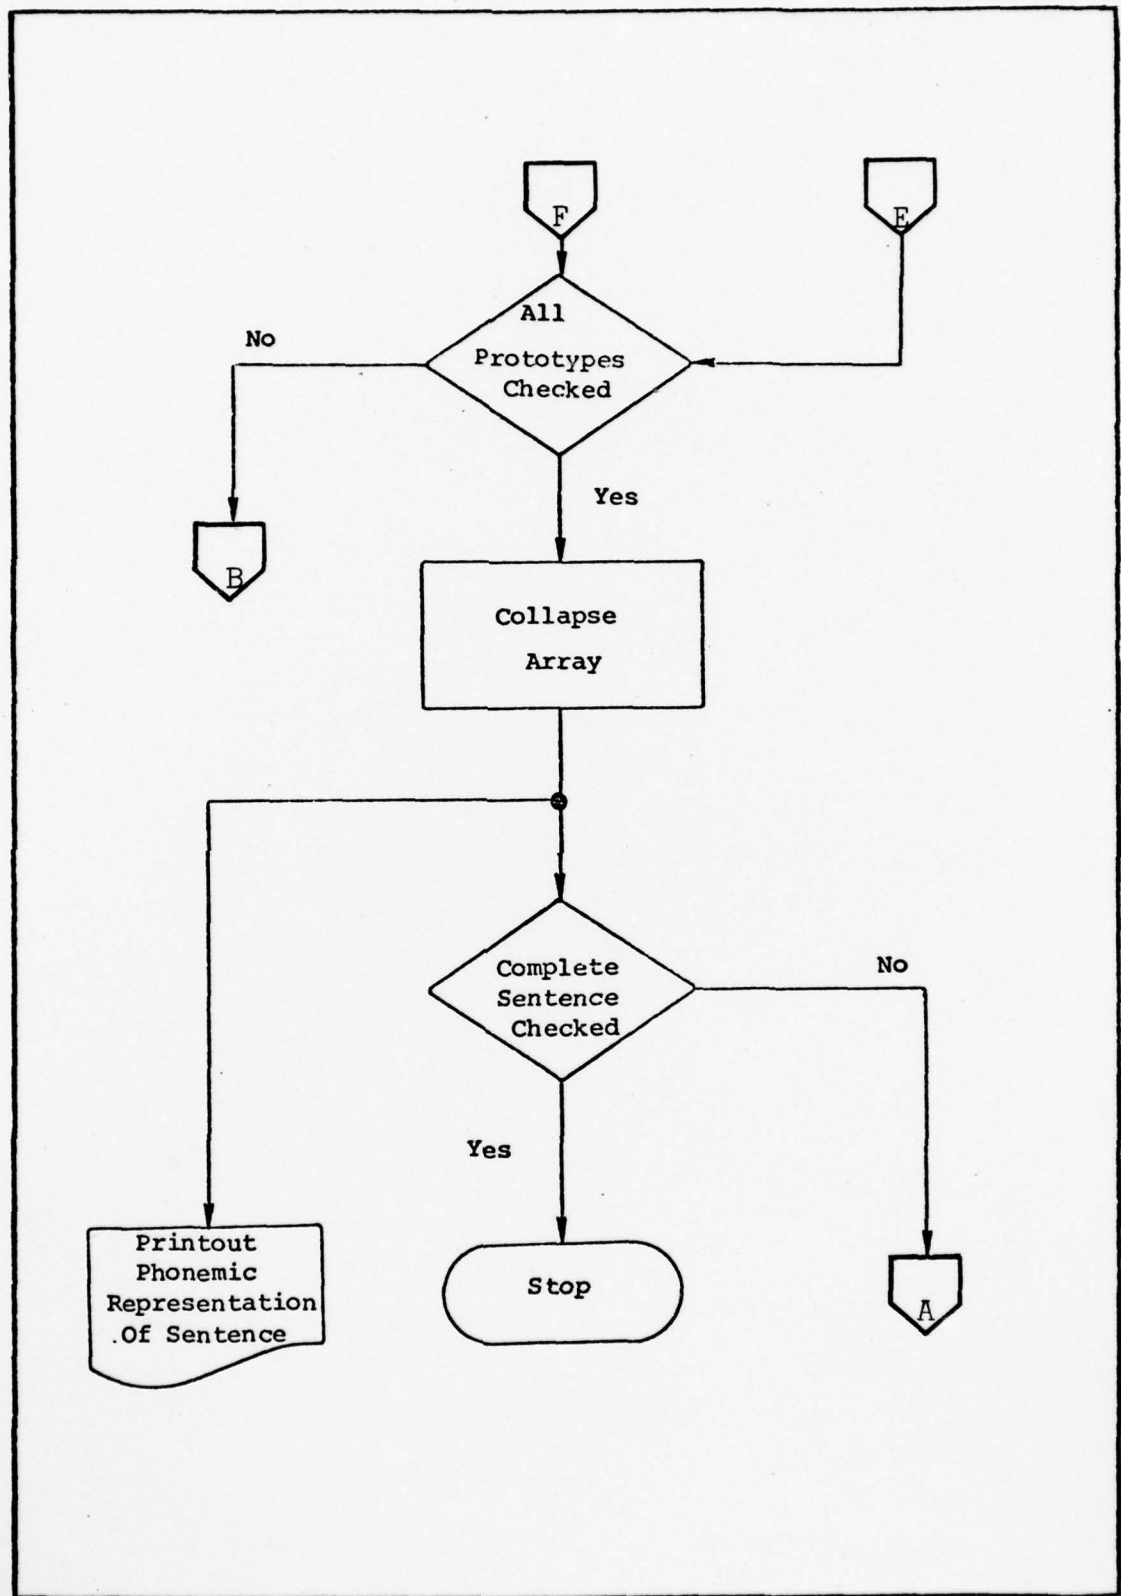 F
E
All
Prototypes
Checked
No
Yes
B
Collapse
Array
Complete
Sentence
Checked
No
Yes
Printout
Phonemic
Representation
.Of Sentence
Stop
A